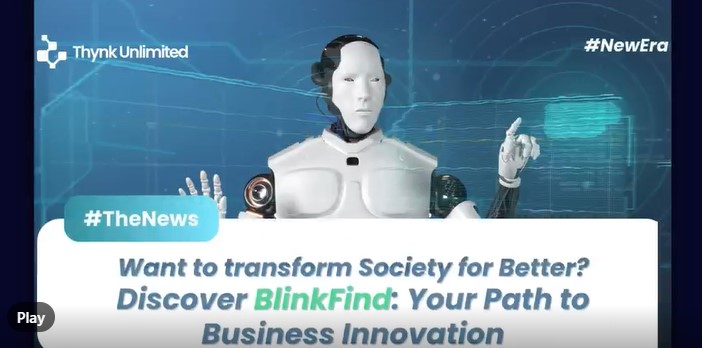 Thynk Unlimited
#NewEra
#TheNews
Want to transform Society for Better?
Discover BlinkFind: Your Path to
Business Innovation
Play